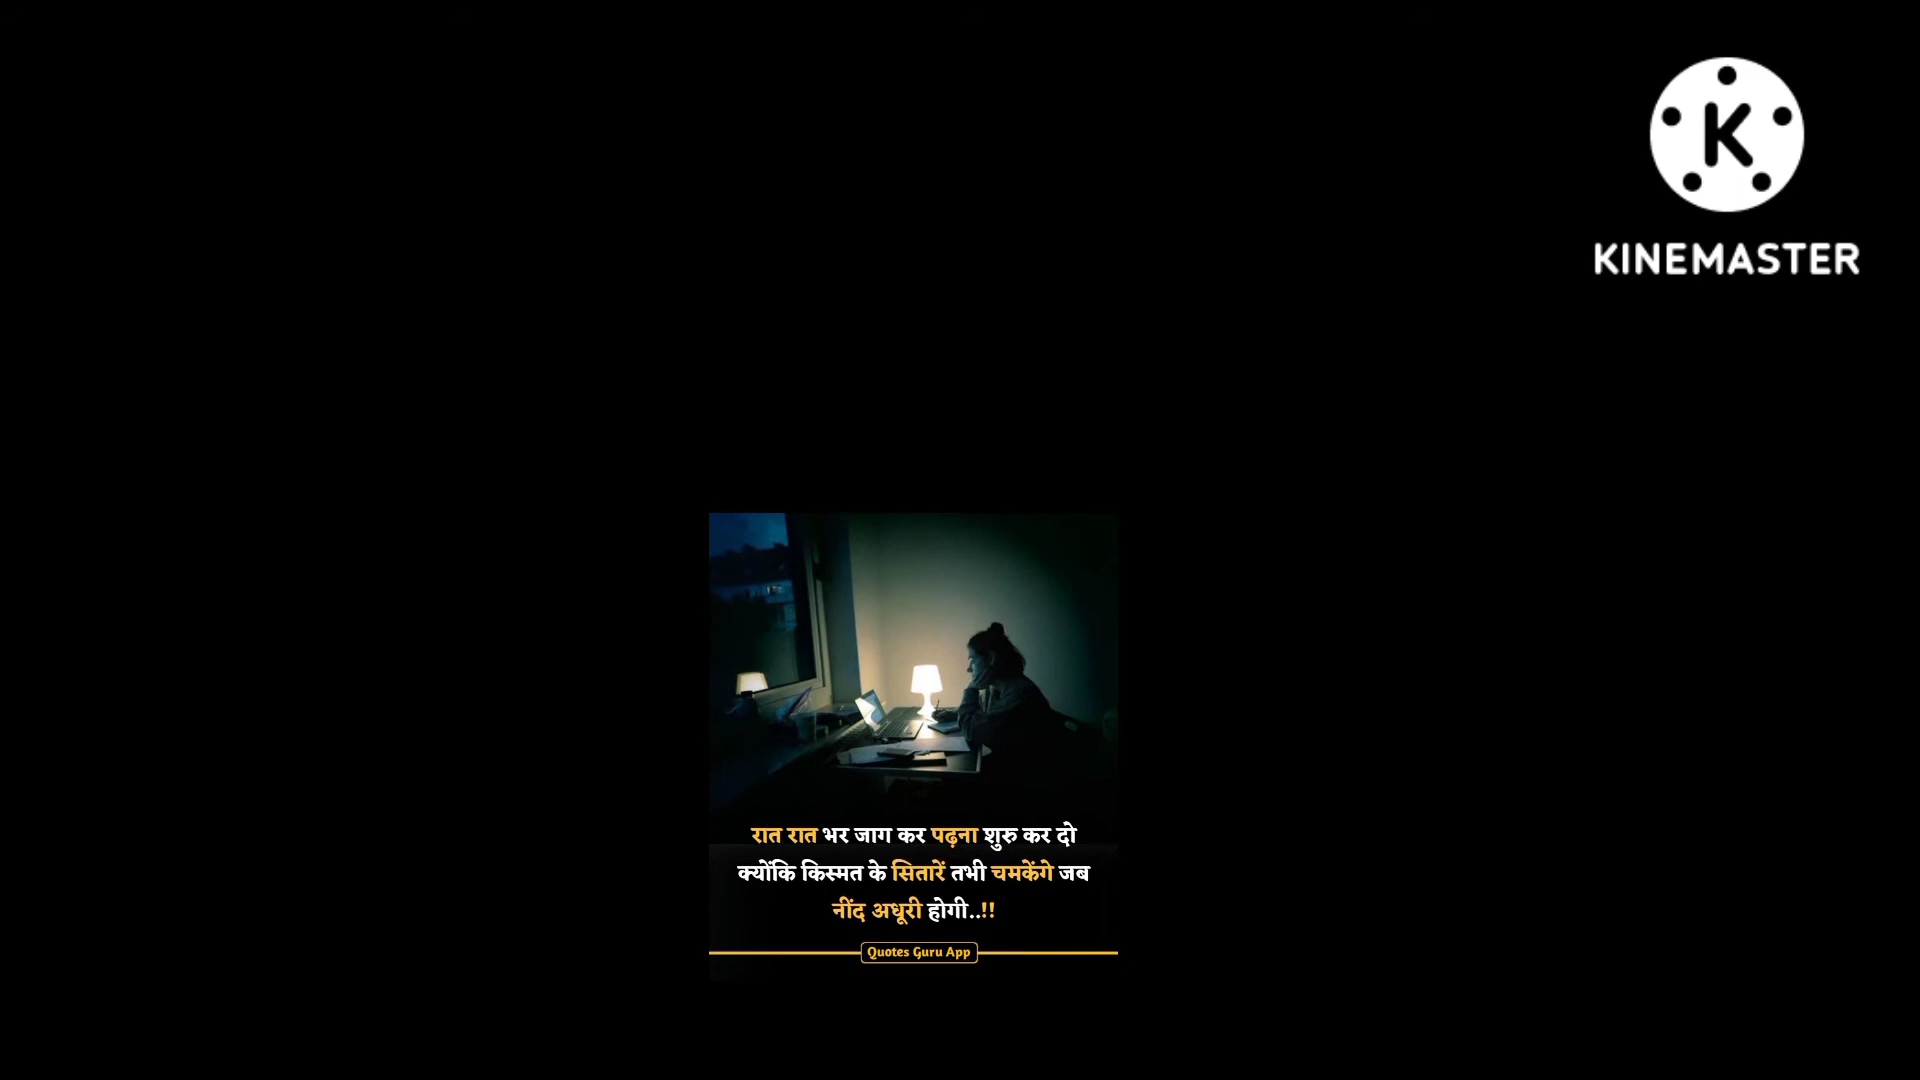 K
KINEMASTER
रात रात भर जाग कर पढ़ना शुरु कर दो
क्योंकि किस्मत के सितारें तभी चमकेंगे जब
नींद अधूरी होगी..!!
Quotes Guru App